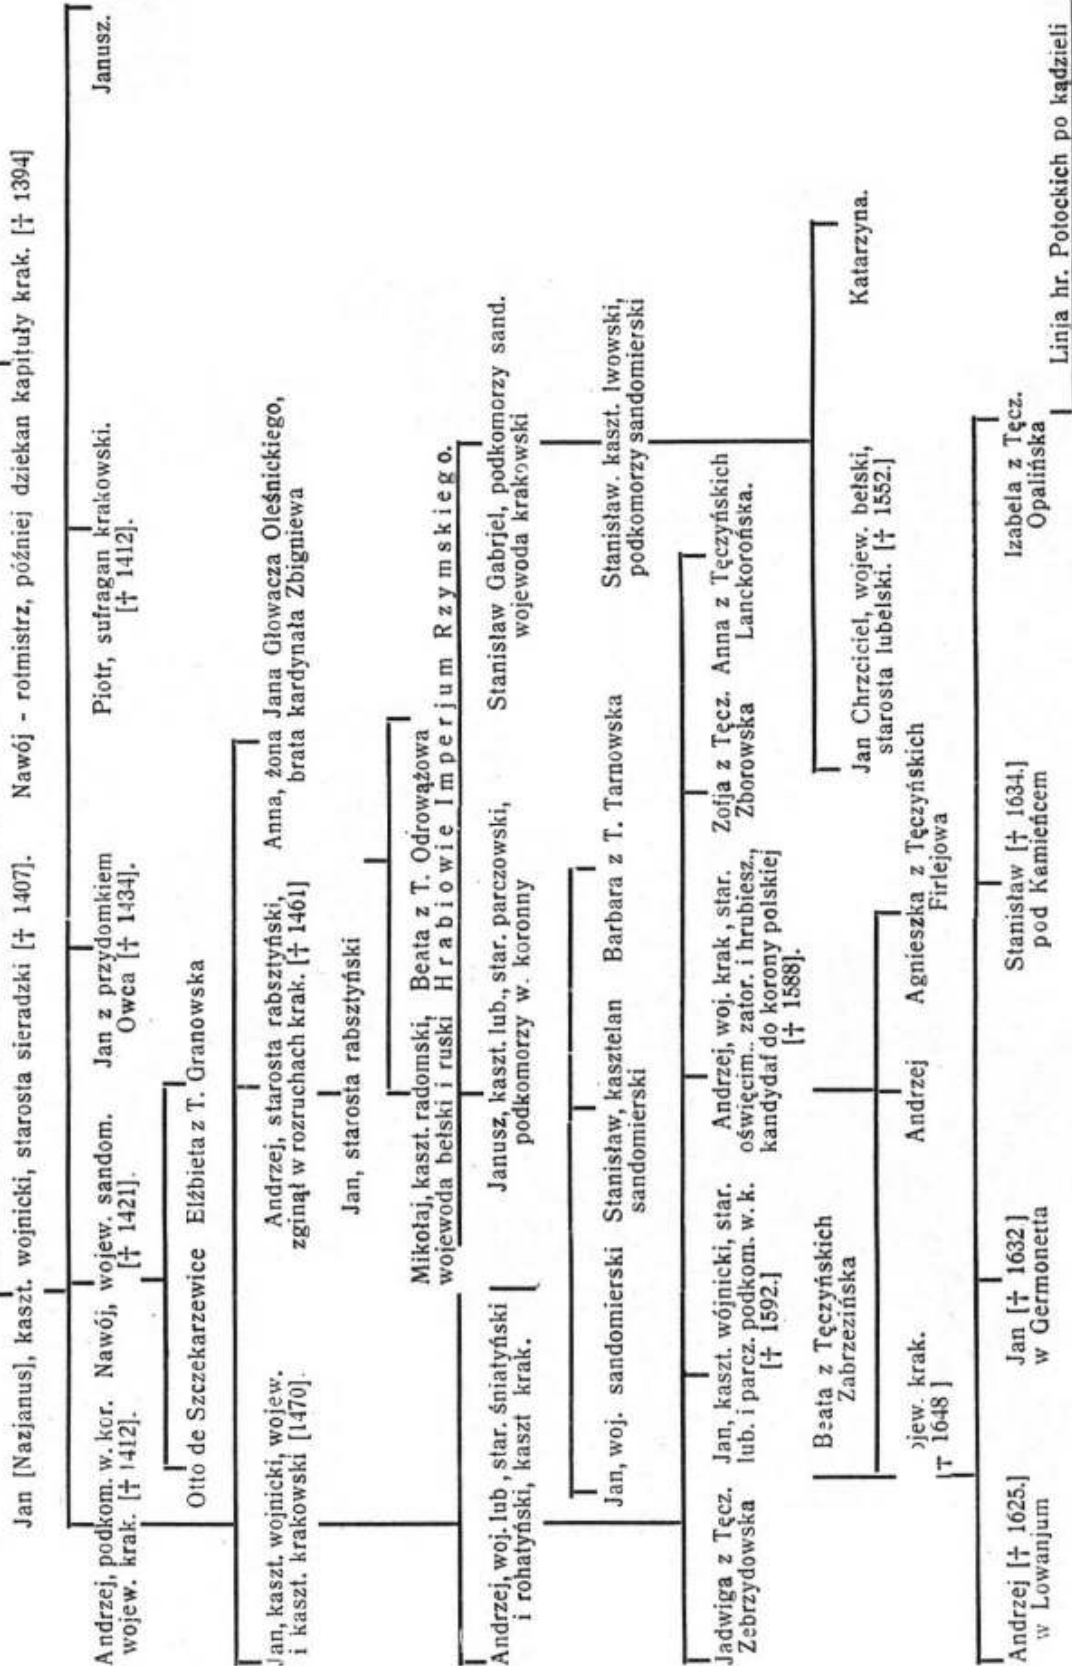 Jan [Nazjanus], kaszt. wojnicki, starosta sieradzki [† 1407]. Nawój - rotmistrz, później dziekan kapituły krak. [† 1394]
Andrzej, podkom. w. kor.
wojew. krak. [† 1412].
Nawój, wojew. sandom.
[† 1421].
Jan z przydomkiem
Owca [† 1434].
Piotr, sufragan krakowski.
[† 1412].
Janusz.
Otto de Szczekarzewice Elżbieta z T. Granowska
Jan, kaszt. wojnicki, wojew.
i kaszt. krakowski [1470].
Andrzej, starosta rabsztyński,
zginął w rozruchach krak. [† 1461]
Anna, żona Jana Głowacza Oleśnickiego,
brata kardynała Zbigniewa
Jan, starosta rabsztyński
Mikołaj, kaszt. radomski, Beata z T. Odrowążowa
wojewoda bełski i ruski Hrabiowie Imperjum Rzymskiego.
Andrzej, woj. lub, star. śniatyński
i rohatyński, kaszt krak.
Janusz, kaszt. lub., star. parczowski,
podkomorzy w. koronny
Stanisław Gabrjel, podkomorzy sand.
wojewoda krakowski
Jan, woj. sandomierski
Stanisław, kasztelan
sandomierski
Barbara z T. Tarnowska
Stanisław. kaszt. lwowski,
podkomorzy sandomierski
Jadwiga z Tęcz.
Zebrzydowska
Jan, kaszt. wójnicki, star.
lub. i parcz. podkom. w. k.
[† 1592.]
Andrzej, woj. krak, star.
oświęcim.. zator. i hrubiesz.,
kandydat do korony polskiej
[† 1588].
Zofja z Tęcz.
Zborowska
Anna z Tęczyńskich
Lanckorońska.
Beata z Tęczyńskich
Zabrzezińska
Jan Chrzciciel, wojew. bełski,
starosta lubelski. [† 1552.]
Katarzyna.
ojew. krak.
† 1648 ]
Andrzej
Agnieszka z Tęczyńskich
Firlejowa
Andrzej [† 1625.]
w Lowanjum
Jan [† 1632.]
w Germonetta
Stanisław [† 1634.]
pod Kamieńcem
Izabela z Tęcz.
Opalińska
Linja hr. Potockich po kądzieli